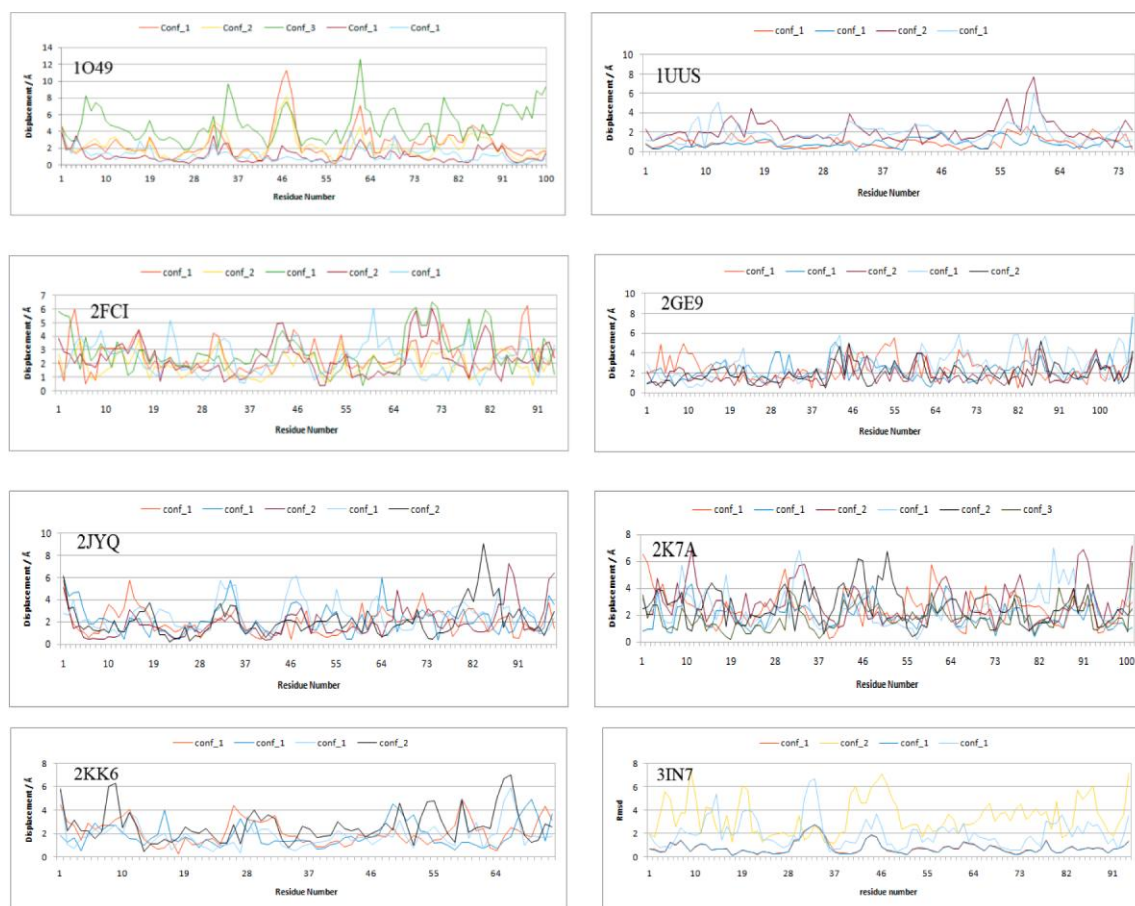 Conf_1 Conf_2 Conf_3 Conf_1 Conf_1
1O49
Displacement / Å
14
12
10
8
6
4
2
0
1 10 19 28 37 46 55 64 73 82 91 100
Residue Number
conf_1 conf_1 conf_2 conf_1
1UUS
Displacement / Å
10
8
6
4
2
0
1 10 19 28 37 46 55 64 73
Residue Number
conf_1 conf_2 conf_1 conf_2 conf_1
2FCI
Displacement / Å
7
6
5
4
3
2
1
0
1 10 19 28 31 46 55 64 73 82 91
Residue Number
conf_1 conf_1 conf_2 conf_1 conf_2
2GE9
Displacement / Å
10
8
6
4
2
0
1 10 19 28 37 46 55 64 73 82 91 100
Residue Number
conf_1 conf_1 conf_2 conf_1 conf_2
2JYQ
Displacement / Å
10
8
6
4
2
0
1 10 19 28 37 46 55 64 73 82 91
Residue Number
conf_1 conf_1 conf_2 conf_1 conf_2 conf_3
2K7A
Displacement / Å
8
6
4
2
0
1 10 19 28 37 46 55 64 73 82 91 100
Residue Number
conf_1 conf_1 conf_1 conf_2
2KK6
Displacement / Å
8
6
4
2
0
1 10 19 28 37 46 55 64
Residue Number
conf_1 conf_2 conf_1 conf_1
3IN7
Rmsd
8
6
4
2
0
1 10 19 28 37 46 55 64 73 82 91
residue number